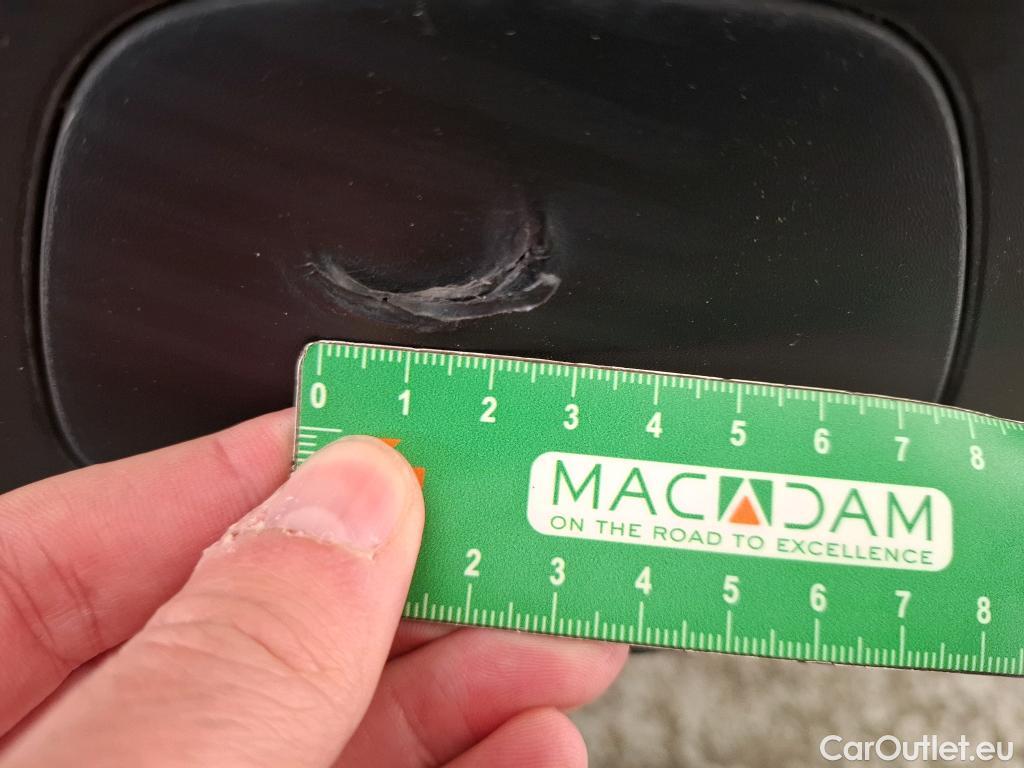 0 1 2 3 4 5 6 7 8
MACADAM
ON THE ROAD TO EXCELLENCE
2 3 4 5 6 7 8
CarOutlet.eu